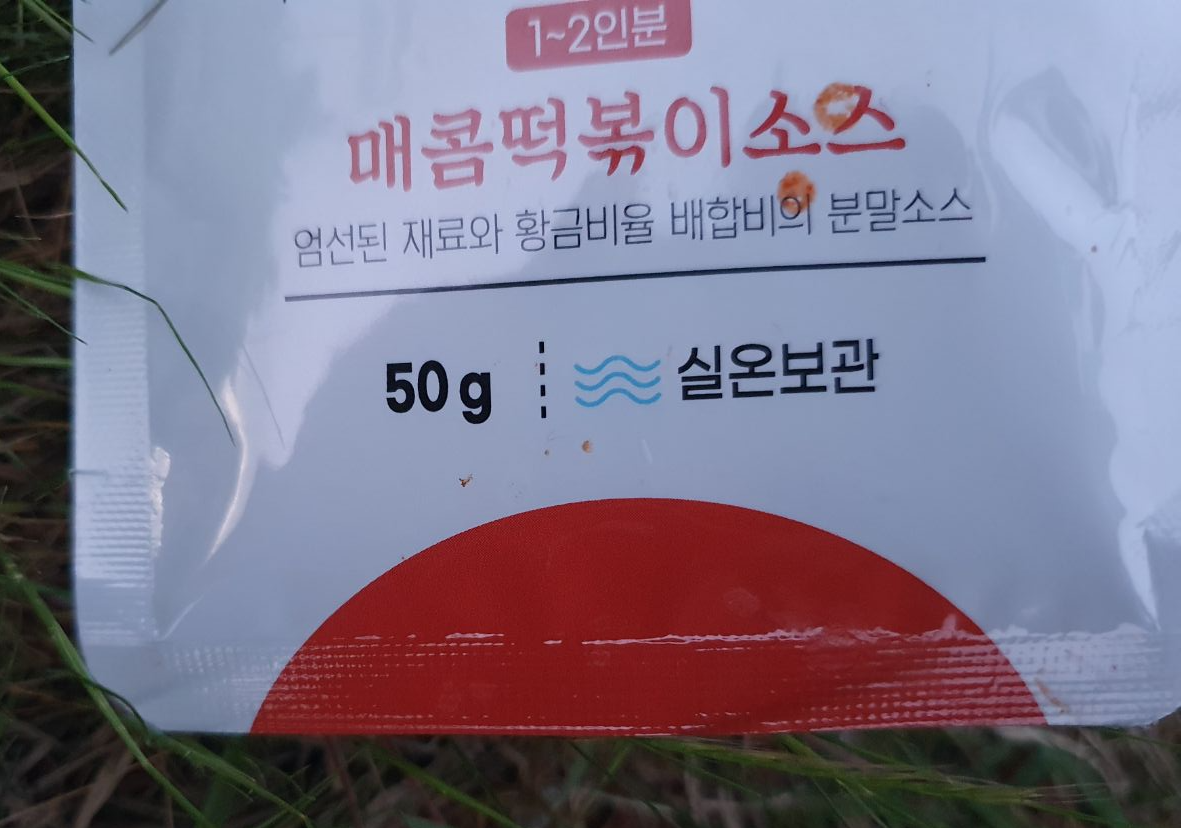 1~2인분
매콤떡볶이소스
엄선된 재료와 황금비율 배합비의 분말소스
50g 실온보관